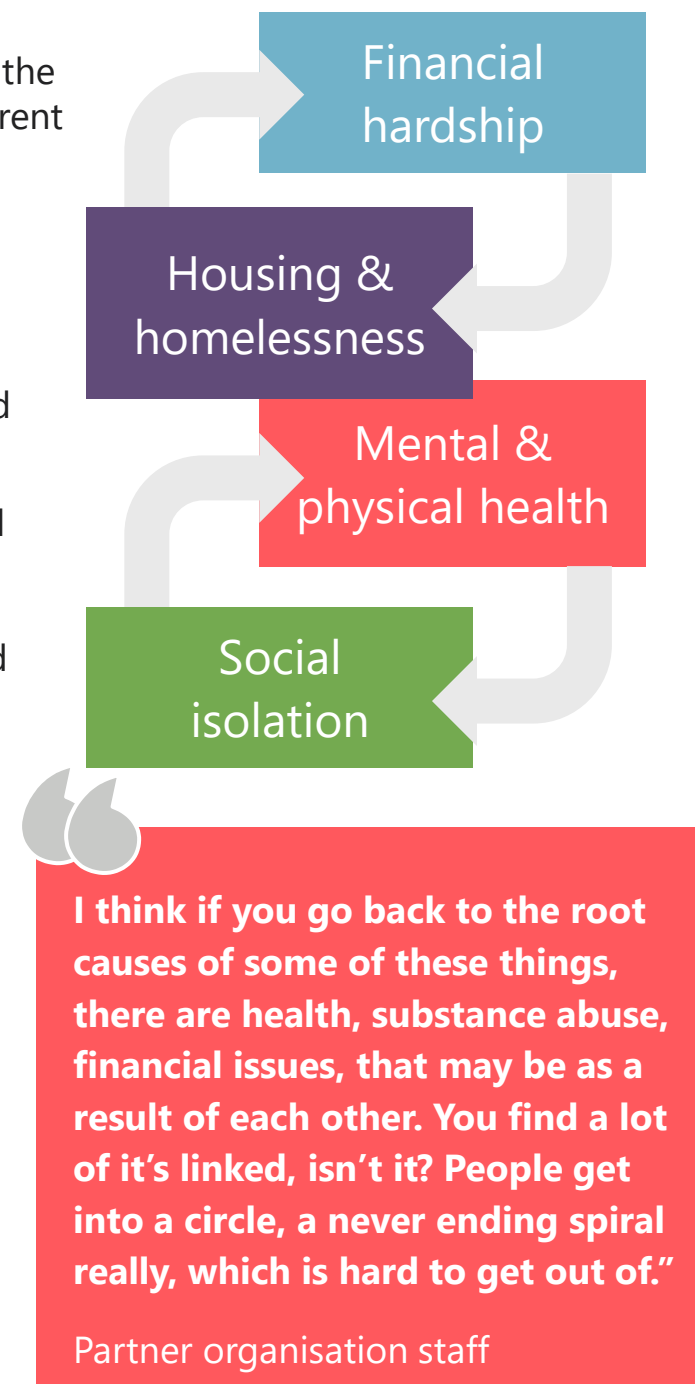 the
rent
d
l
d
Financial
hardship
Housing &
homelessness
Mental &
physical health
Social
isolation
“
I think if you go back to the root
causes of some of these things,
there are health, substance abuse,
financial issues, that may be as a
result of each other. You find a lot
of it’s linked, isn’t it? People get
into a circle, a never ending spiral
really, which is hard to get out of.”
Partner organisation staff